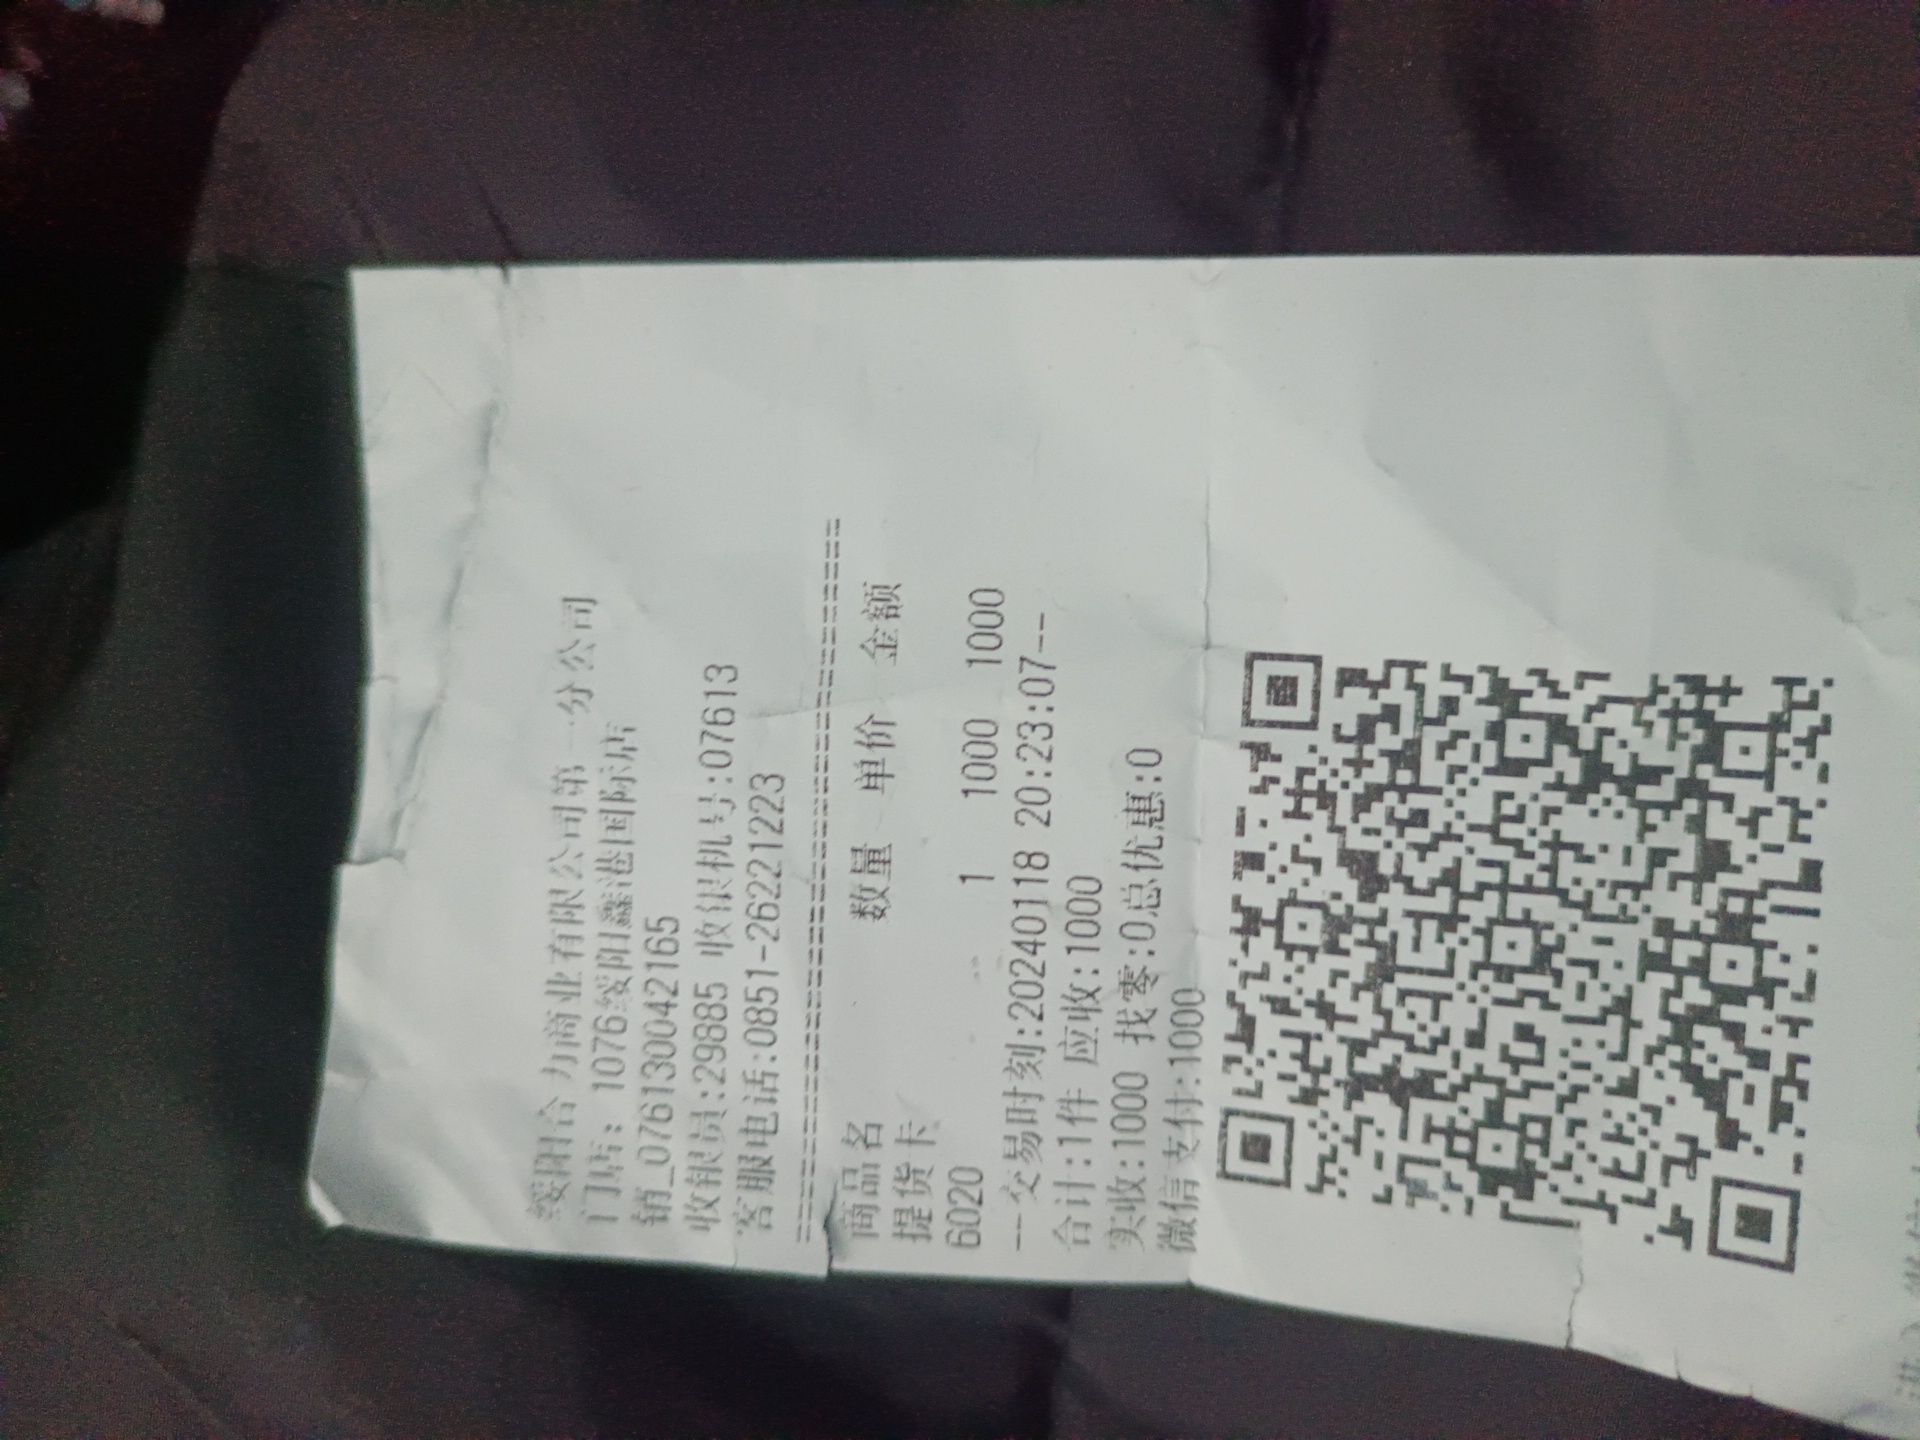 绥阳合力商业有限公司第一分公司
门店：1076绥阳鑫港国际店
销_076130042165
收银员:29885 收银机号:07613
客服电话:0851-26221223
商品名 数量 单价 金额
提货卡
6020 1 1000 1000
--交易时刻:20240118 20:23:07--
合计:1件 应收:1000
实收:1000 找零:0总优惠:0
微信支付:1000